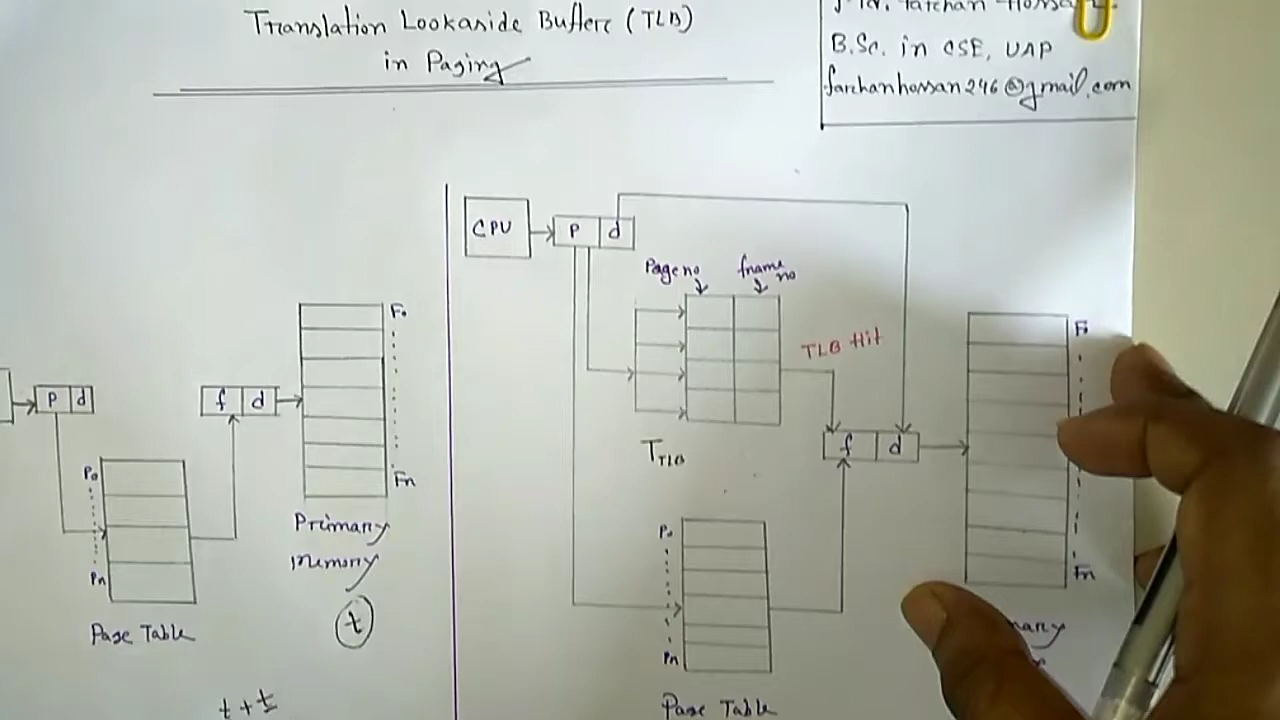 Translation Lookaside Buffer (TLB)
in Paging
B.Sc. in CSE, UAP
farhanhossan246@gmail.com
CPU
P d
Page no
frame no
TLB Hit
F0
f d
TTLB
P0
Pn
Page Table
Fn
P d
f d
F0
Fn
Primary
memory
t
P0
Pn
Page Table
t + t